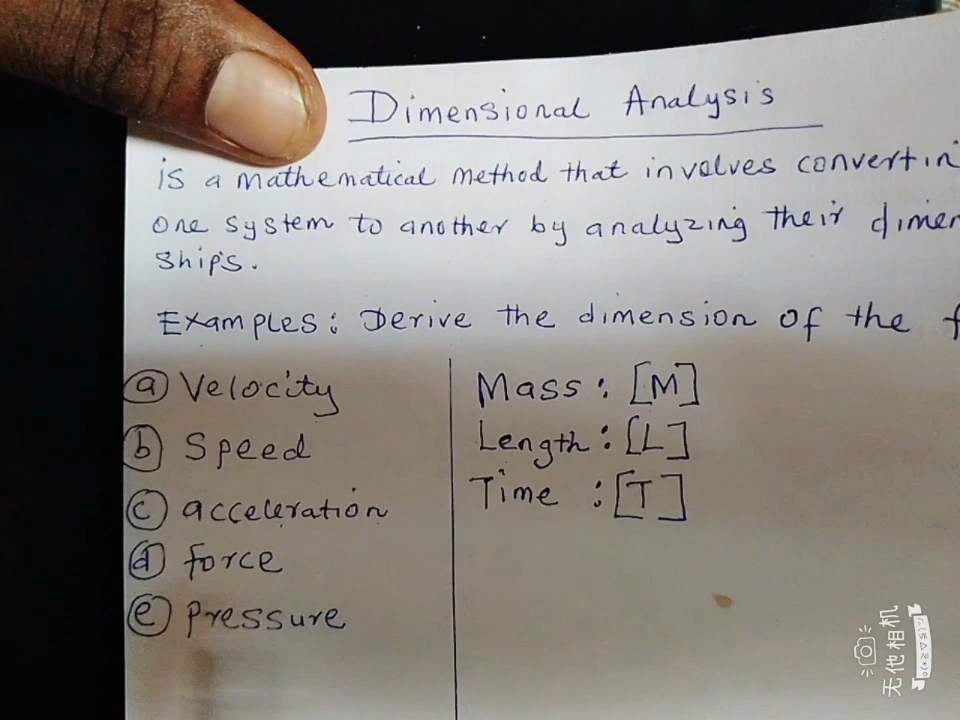 Dimensional Analysis
is a mathematical method that involves convertin
one system to another by analyzing their dimen
ships.
Examples: Derive the dimension of the f
(a) Velocity
(b) Speed
(c) acceleration
(d) force
(e) pressure
Mass: [M]
Length: [L]
Time : [T]
无他相机